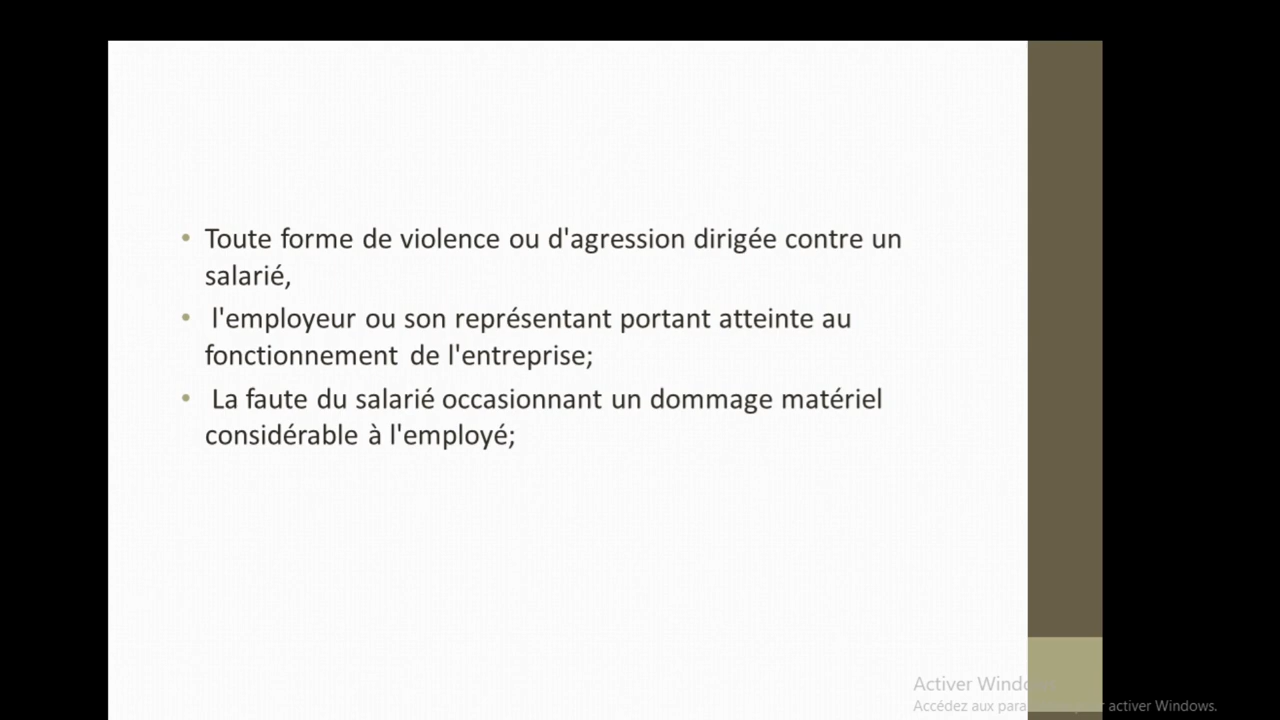 • Toute forme de violence ou d'agression dirigée contre un
salarié,
• l'employeur ou son représentant portant atteinte au
fonctionnement de l'entreprise;
• La faute du salarié occasionnant un dommage matériel
considérable à l'employé;
Activer Windows
Accédez aux para activer Windows.